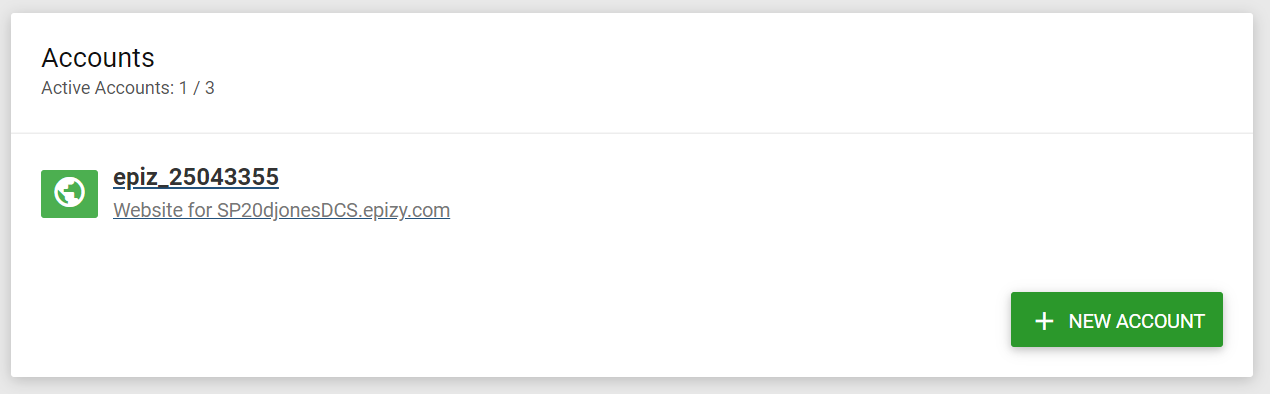 Accounts
Active Accounts: 1 / 3
epiz_25043355
Website for SP20djonesDCS.epizy.com
+ NEW ACCOUNT